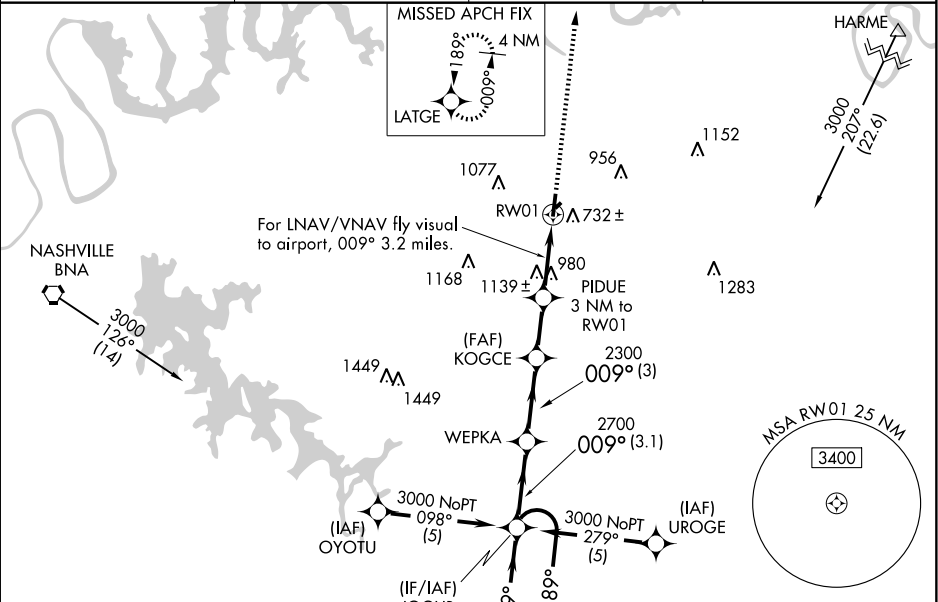 MISSED APCH FIX
189°
4 NM
009°
LATGE
HARME
3000
207°
(22.6)
1152
956
1077
RW01
732 ±
For LNAV/VNAV fly visual
to airport, 009° 3.2 miles.
NASHVILLE
BNA
1168
1139 ±
980
1283
PIDUE
3 NM to
RW01
3000
126°
(14)
(FAF)
KOGCE
2300
009° (3)
1449
1449
2700
009° (3.1)
WEPKA
MSA RW01 25 NM
3400
3000 NoPT
098°
(5)
(IAF)
OYOTU
3000 NoPT
279°
(5)
(IAF)
UROGE
(IF/IAF)